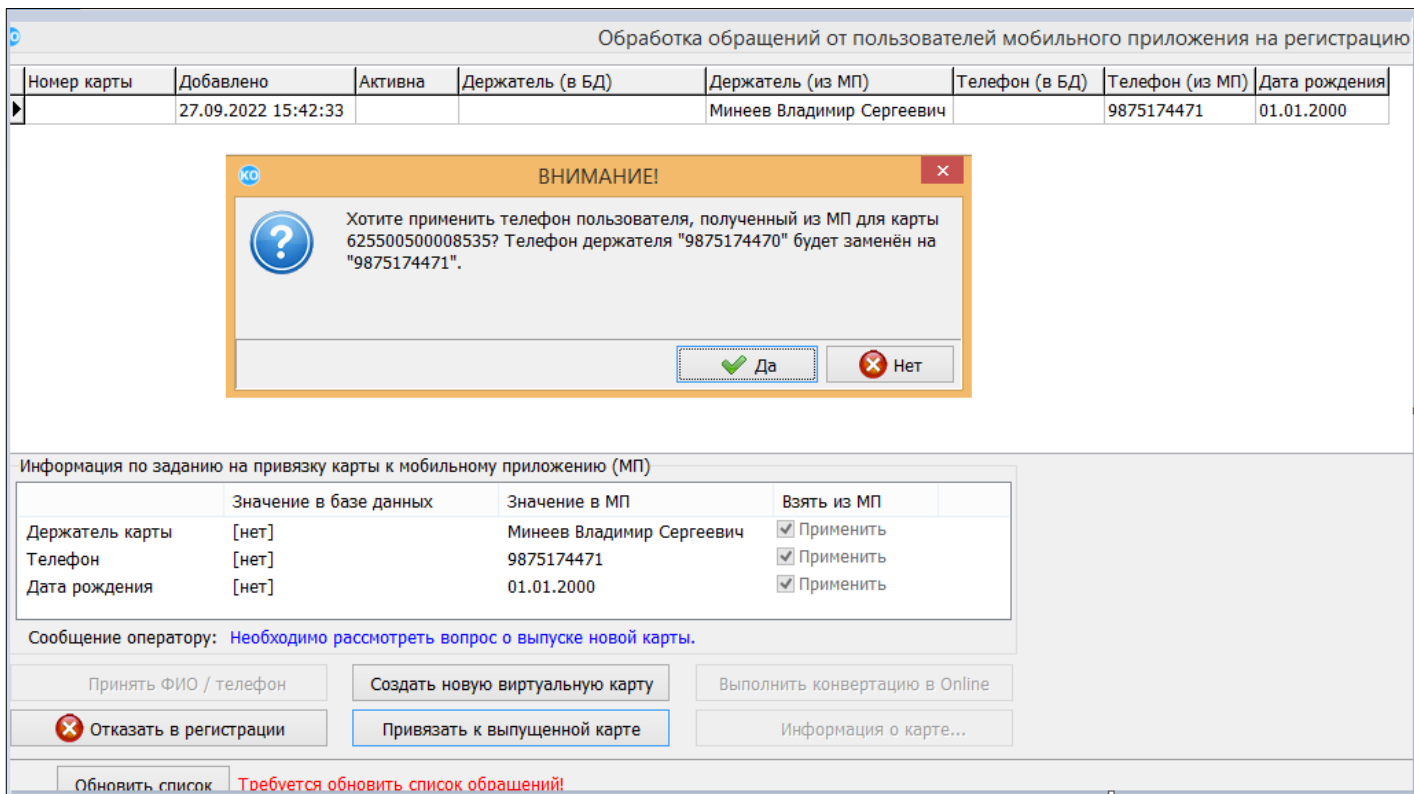 Обработка обращений от пользователей мобильного приложения на регистрацию
Номер карты Добавлено Активна Держатель (в БД) Держатель (из МП) Телефон (в БД) Телефон (из МП) Дата рождения
27.09.2022 15:42:33 Минеев Владимир Сергеевич 9875174471 01.01.2000
КО ВНИМАНИЕ!
Хотите применить телефон пользователя, полученный из МП для карты
625500500008535? Телефон держателя "9875174470" будет заменён на
"9875174471".
Да Нет
Информация по заданию на привязку карты к мобильному приложению (МП)
Значение в базе данных Значение в МП Взять из МП
Держатель карты [нет] Минеев Владимир Сергеевич Применить
Телефон [нет] 9875174471 Применить
Дата рождения [нет] 01.01.2000 Применить
Сообщение оператору: Необходимо рассмотреть вопрос о выпуске новой карты.
Принять ФИО / телефон Создать новую виртуальную карту Выполнить конвертацию в Online
Отказать в регистрации Привязать к выпущенной карте Информация о карте...
Обновить список Требуется обновить список обращений!